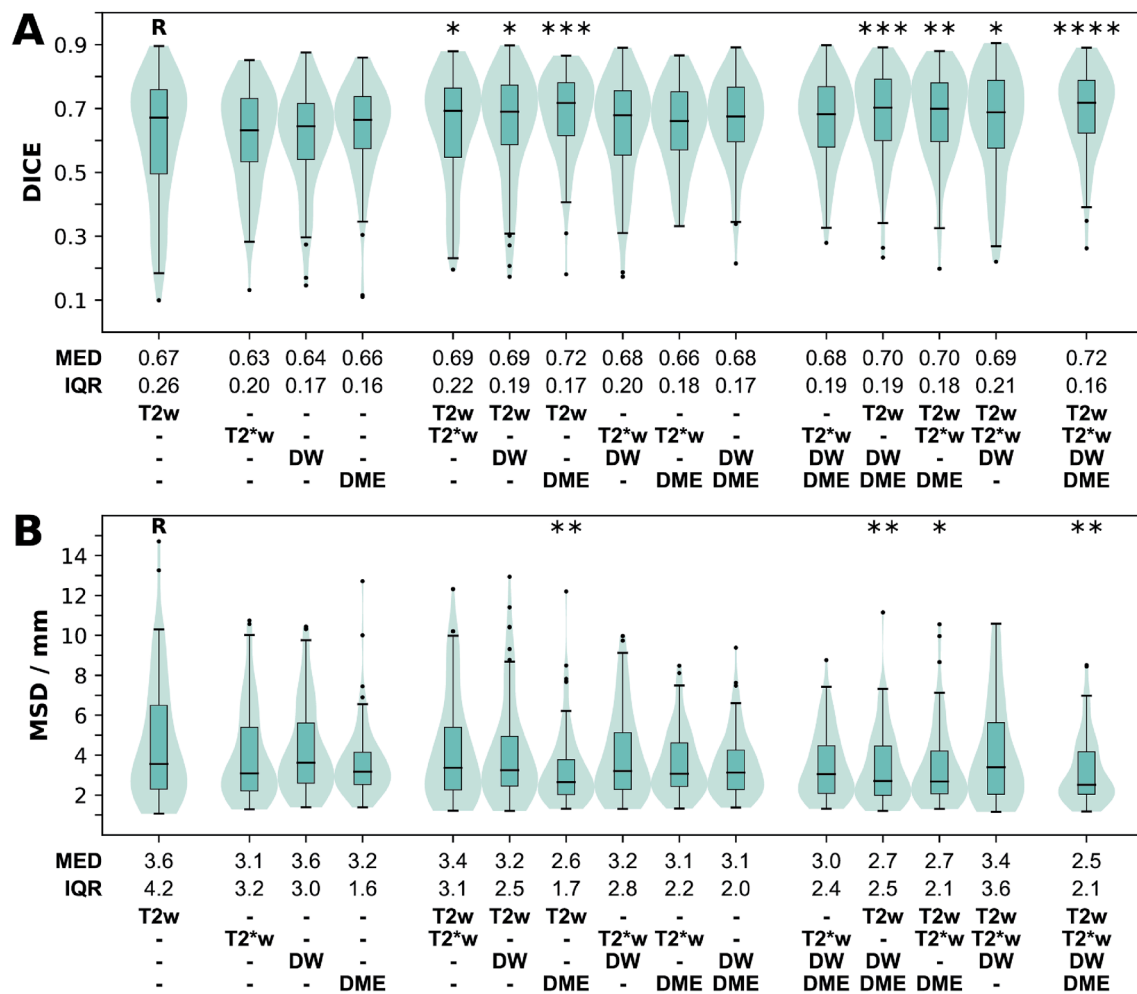 A
R * * *** *** ** * ****
0.9
0.7
0.5
0.3
0.1
DICE
MED 0.67 0.63 0.64 0.66 0.69 0.69 0.72 0.68 0.66 0.68 0.68 0.70 0.70 0.69 0.72
IQR 0.26 0.20 0.17 0.16 0.22 0.19 0.17 0.20 0.18 0.17 0.19 0.19 0.18 0.21 0.16
T2w - - - T2w T2w T2w - - - - T2w T2w T2w T2w
- T2*w - - T2*w - - T2*w T2*w - T2*w - T2*w T2*w T2*w
- - DW - - DW - DW - DW DW DW - DW DW
- - - DME - - DME - DME DME DME DME DME - DME
B
R ** ** * **
14
12
10
8
6
4
2
MSD / mm
MED 3.6 3.1 3.6 3.2 3.4 3.2 2.6 3.2 3.1 3.1 3.0 2.7 2.7 3.4 2.5
IQR 4.2 3.2 3.0 1.6 3.1 2.5 1.7 2.8 2.2 2.0 2.4 2.5 2.1 3.6 2.1
T2w - - - T2w T2w T2w - - - - T2w T2w T2w T2w
- T2*w - - T2*w - - T2*w T2*w - T2*w - T2*w T2*w T2*w
- - DW - - DW - DW - DW DW DW - DW DW
- - - DME - - DME - DME DME DME DME DME - DME